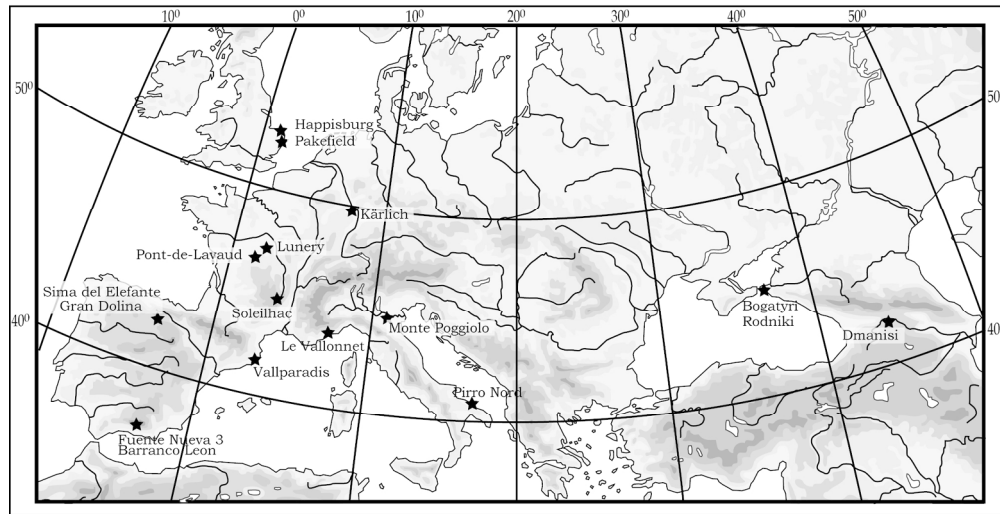 10⁰ 0⁰ 10⁰ 20⁰ 30⁰ 40⁰ 50⁰
50⁰
50
Happisburg
Pakefield
Kärlich
Lunery
Pont-de-Lavaud
Sima del Elefante
Gran Dolina
Soleilhac
Bogatyri
Rodniki
40⁰
40⁰
Monte Poggiolo
Dmanisi
Le Vallonnet
Vallparadis
Pirro Nord
Fuente Nueva 3
Barranco Leon